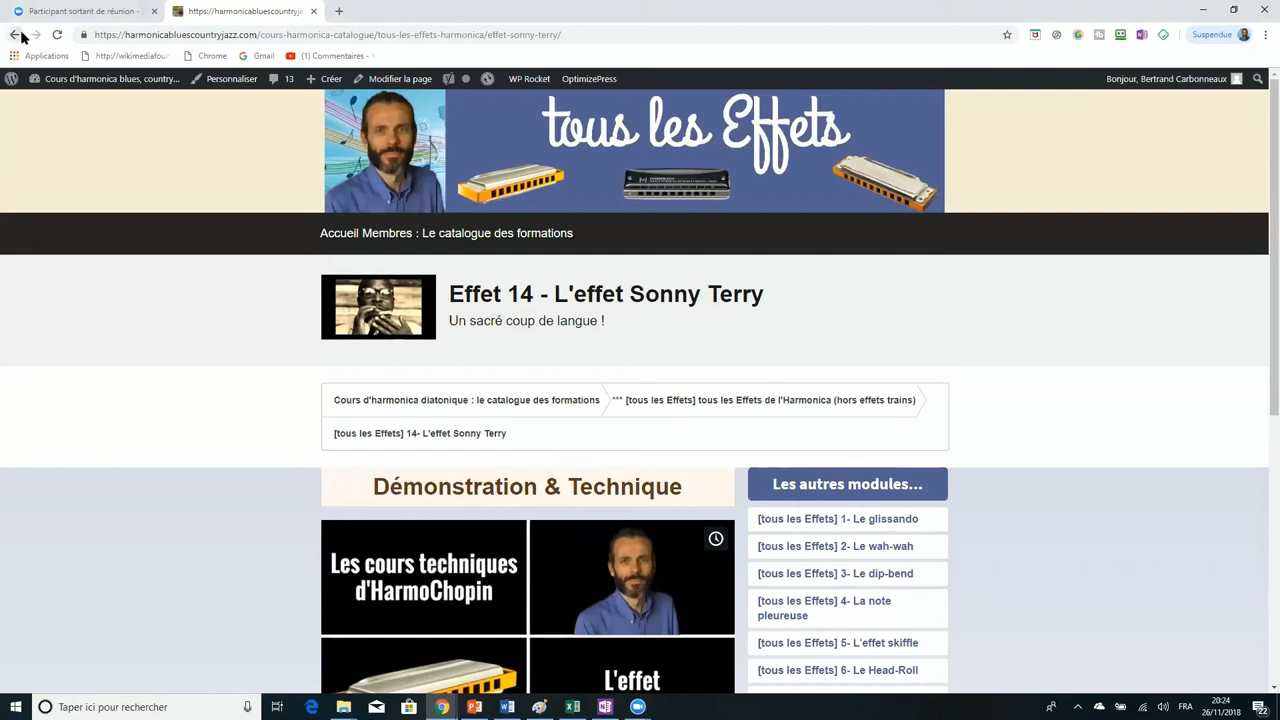 Participant sortant de réunion -
https://harmonicabluescountryja
https://harmonicabluescountryjazz.com/cours-harmonica-catalogue/tous-les-effets-harmonica/effet-sonny-terry/
Suspendue
Applications
http://wikimediafou
Chrome
Gmail
(1) Commentaires -
Cours d'harmonica blues, country...
Personnaliser
13
Créer
Modifier la page
WP Rocket
OptimizePress
Bonjour, Bertrand Carbonneaux
tous les Effets
Accueil Membres : Le catalogue des formations
Effet 14 - L'effet Sonny Terry
Un sacré coup de langue !
Cours d'harmonica diatonique : le catalogue des formations
*** [tous les Effets] tous les Effets de l'Harmonica (hors effets trains)
[tous les Effets] 14- L'effet Sonny Terry
Démonstration & Technique
Les autres modules...
Les cours techniques
d'HarmoChopin
L'effet
[tous les Effets] 1- Le glissando
[tous les Effets] 2- Le wah-wah
[tous les Effets] 3- Le dip-bend
[tous les Effets] 4- La note
pleureuse
[tous les Effets] 5- L'effet skiffle
[tous les Effets] 6- Le Head-Roll
Taper ici pour rechercher
FRA
20:24
26/11/2018
22